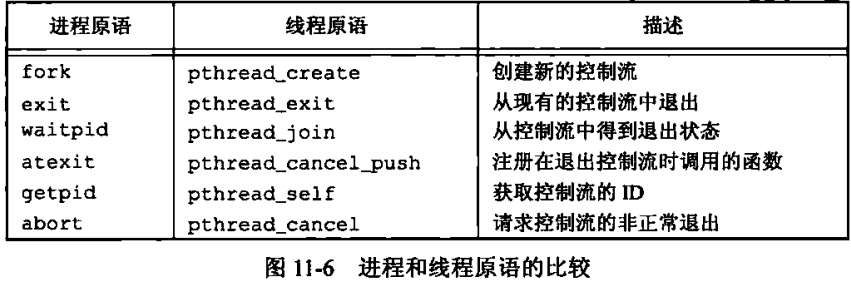 进程原语 线程原语 描述
fork pthread_create 创建新的控制流
exit pthread_exit 从现有的控制流中退出
waitpid pthread_join 从控制流中得到退出状态
atexit pthread_cancel_push 注册在退出控制流时调用的函数
getpid pthread_self 获取控制流的 ID
abort pthread_cancel 请求控制流的非正常退出
图 11-6 进程和线程原语的比较